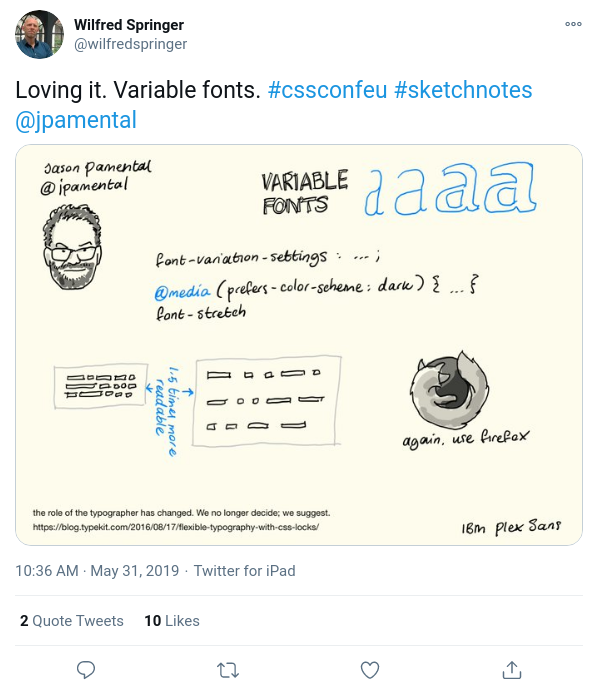 Wilfred Springer
@wilfredspringer
Loving it. Variable fonts. #cssconfeu #sketchnotes
@jpamental
Jason Pamental
@jpamental
VARIABLE
FONTS
a a a a
font-variation-settings : ... ;
@media (prefers-color-scheme: dark) { ... }
font-stretch
1.5 times more
readable
again, use firefox
the role of the typographer has changed. We no longer decide; we suggest.
https://blog.typekit.com/2016/08/17/flexible-typography-with-css-locks/
IBM Plex Sans
10:36 AM · May 31, 2019 · Twitter for iPad
2 Quote Tweets 10 Likes